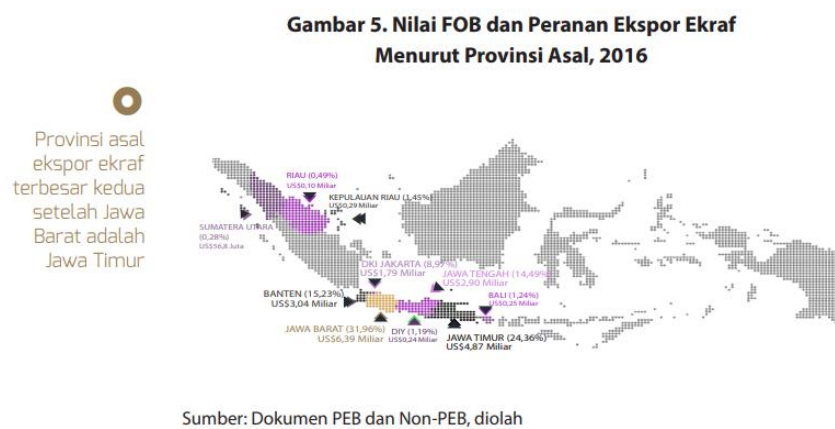 Gambar 5. Nilai FOB dan Peranan Ekspor Ekraf
Menurut Provinsi Asal, 2016
Provinsi asal
ekspor ekraf
terbesar kedua
setelah Jawa
Barat adalah
Jawa Timur
RIAU (0,49%)
US$0,10 Miliar
KEPULAUAN RIAU (1,45%)
US$0,29 Miliar
SUMATERA UTARA
(0,28%)
US$56,8 Juta
DKI JAKARTA (8,97%)
US$1,79 Miliar
JAWA TENGAH (14,49%)
US$2,90 Miliar
BANTEN (15,23%)
US$3,04 Miliar
BALI (1,24%)
US$0,25 Miliar
JAWA BARAT (31,96%)
US$6,39 Miliar
DIY (1,19%)
US$0,24 Miliar
JAWA TIMUR (24,36%)
US$4,87 Miliar
Sumber: Dokumen PEB dan Non-PEB, diolah